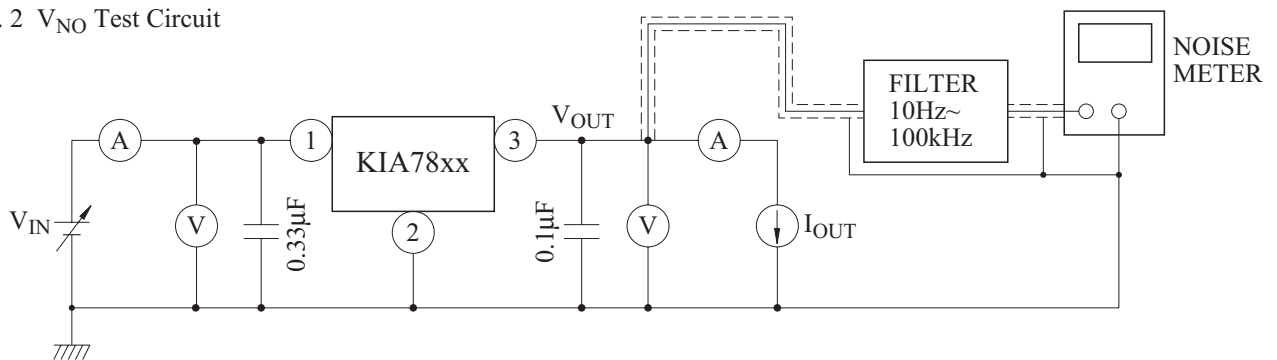 . 2 V_NO Test Circuit
NOISE
METER
FILTER
10Hz~
100kHz
V_OUT
A
1
KIA78xx
3
A
V_IN
V
0.33µF
2
0.1µF
V
I_OUT